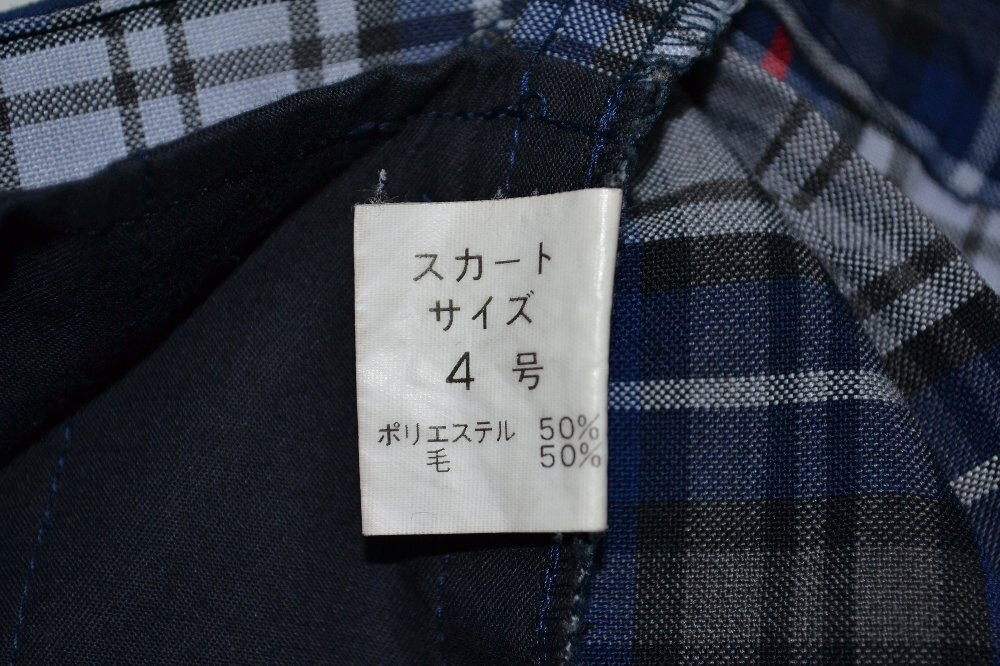 スカート
サイズ
4 号
ポリエステル 50%
毛 50%